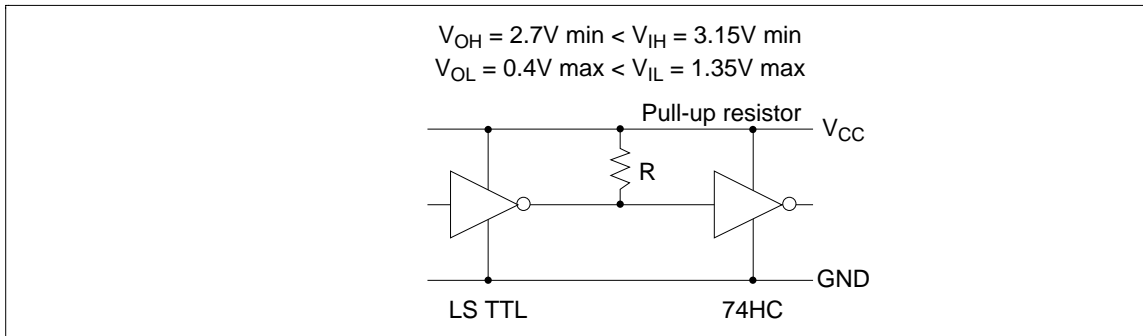 VOH = 2.7V min < VIH = 3.15V min
VOL = 0.4V max < VIL = 1.35V max
Pull-up resistor
VCC
R
GND
LS TTL
74HC